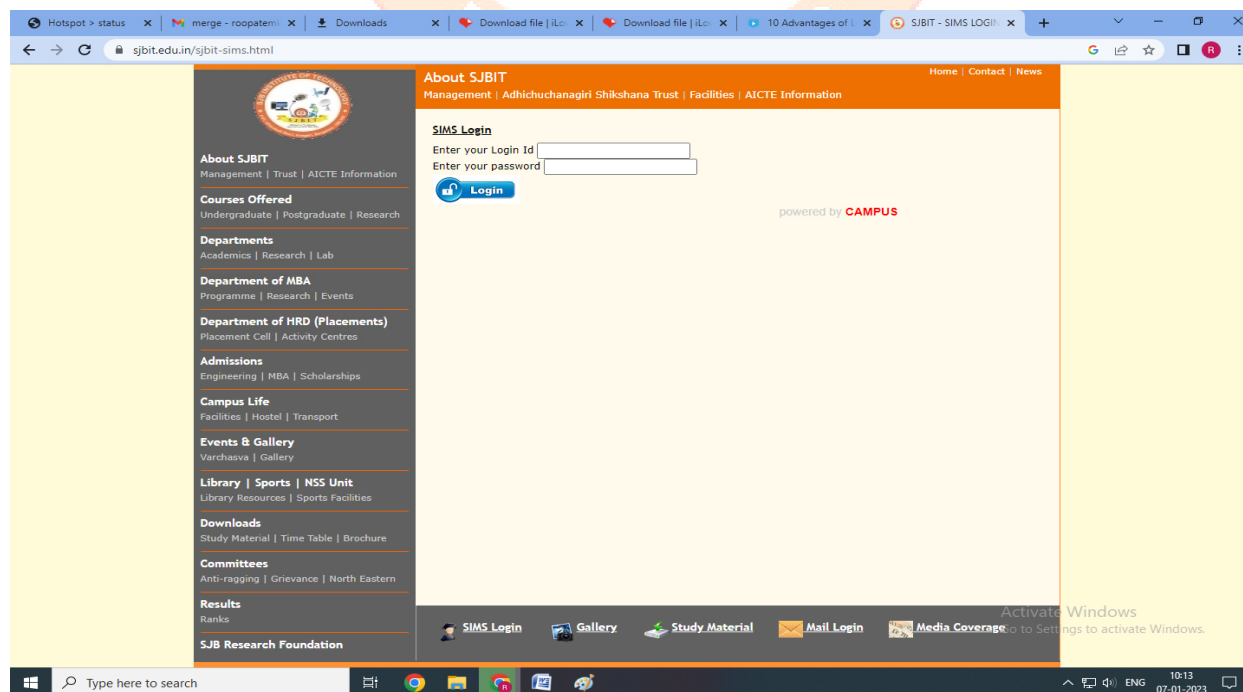 Hotspot > status
merge - roopatem
Downloads
Download file | iLo
Download file | iLo
10 Advantages of L
SJBIT - SIMS LOGIN
sjbit.edu.in/sjbit-sims.html
G
R
INSTITUTE OF TECHNOLOGY
S J B I T
About SJBIT
Management | Trust | AICTE Information
Courses Offered
Undergraduate | Postgraduate | Research
Departments
Academics | Research | Lab
Department of MBA
Programme | Research | Events
Department of HRD (Placements)
Placement Cell | Activity Centres
Admissions
Engineering | MBA | Scholarships
Campus Life
Facilities | Hostel | Transport
Events & Gallery
Varchasva | Gallery
Library | Sports | NSS Unit
Library Resources | Sports Facilities
Downloads
Study Material | Time Table | Brochure
Committees
Anti-ragging | Grievance | North Eastern
Results
Ranks
SJB Research Foundation
Home | Contact | News
About SJBIT
Management | Adhichuchanagiri Shikshana Trust | Facilities | AICTE Information
SIMS Login
Enter your Login Id
Enter your password
Login
powered by CAMPUS
SIMS Login
Gallery
Study Material
Mail Login
Media Coverage
Activate Windows
o to Settings to activate Windows.
Type here to search
ENG
10:13
07-01-2023